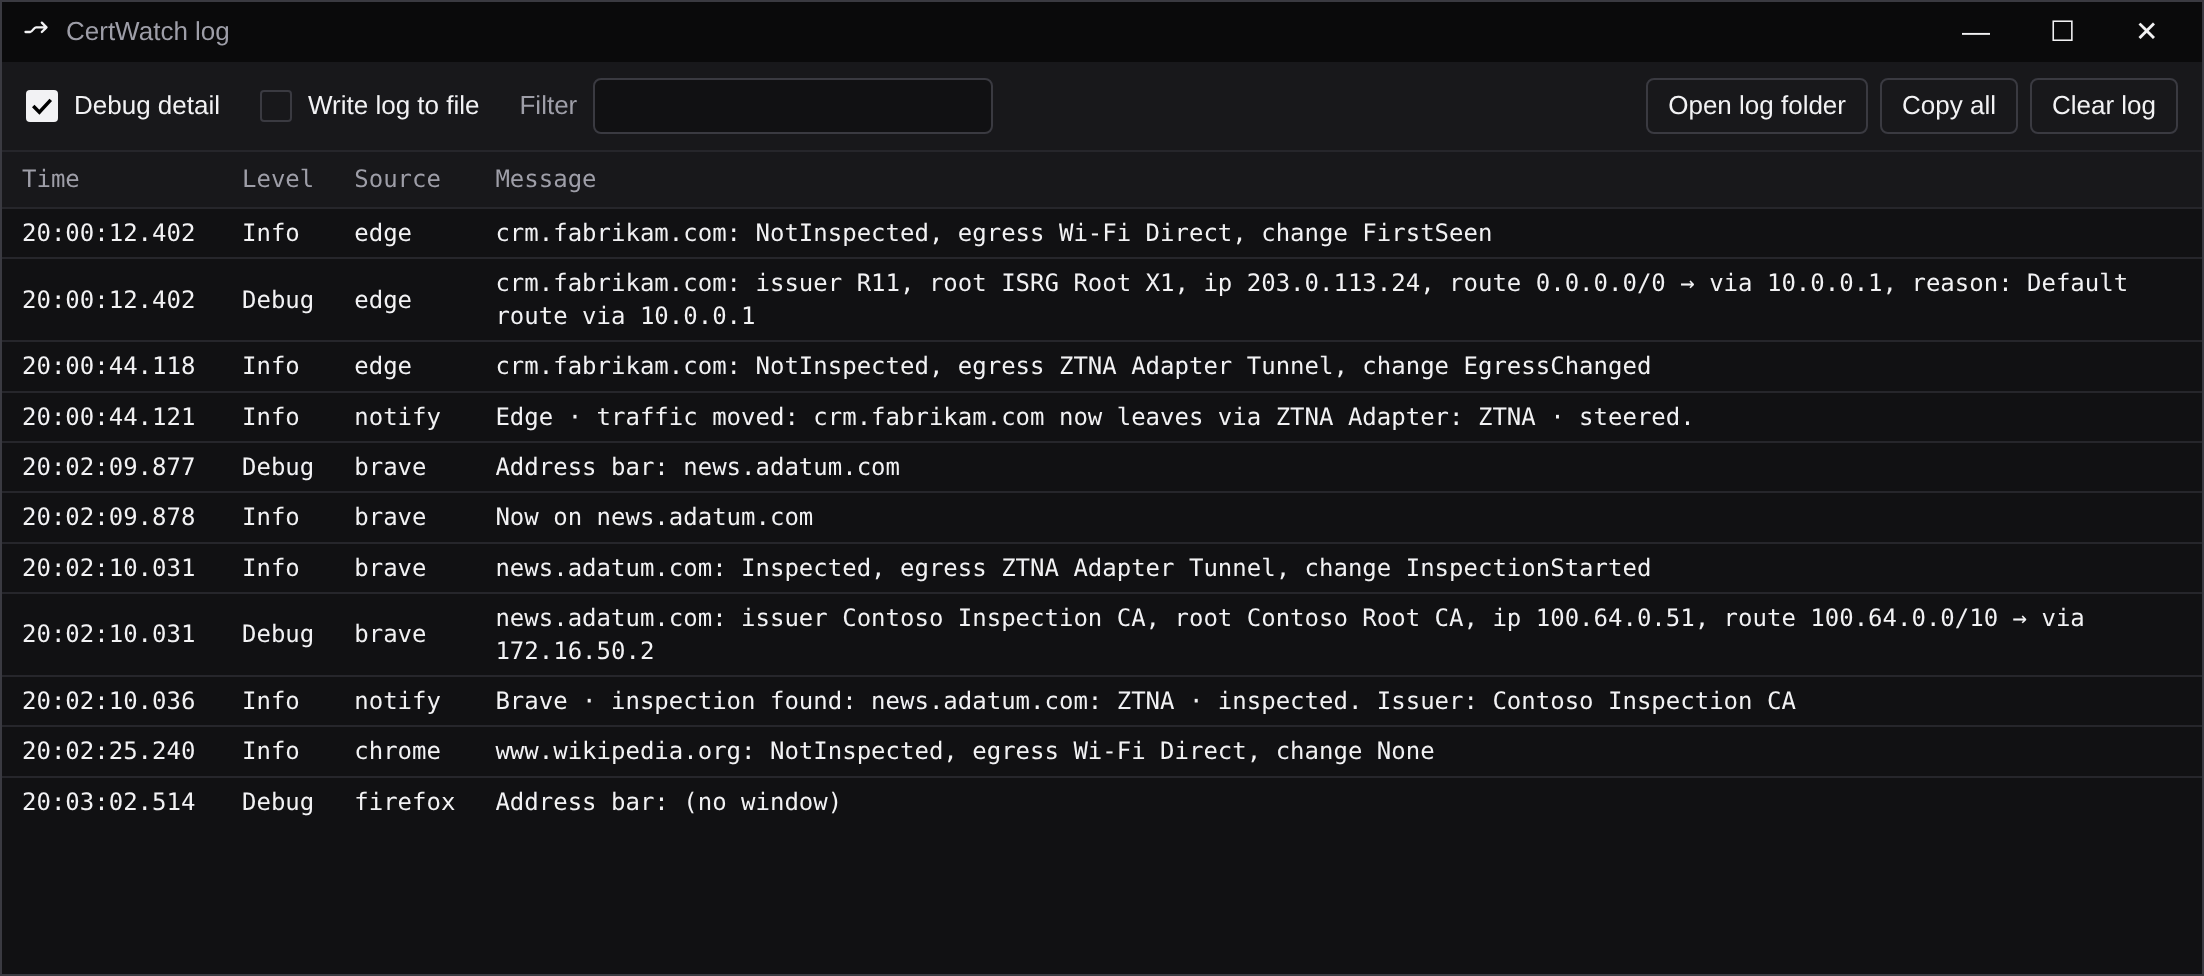 CertWatch log
Debug detail Write log to file Filter Open log folder Copy all Clear log
Time Level Source Message
20:00:12.402 Info edge crm.fabrikam.com: NotInspected, egress Wi-Fi Direct, change FirstSeen
20:00:12.402 Debug edge crm.fabrikam.com: issuer R11, root ISRG Root X1, ip 203.0.113.24, route 0.0.0.0/0 → via 10.0.0.1, reason: Default
route via 10.0.0.1
20:00:44.118 Info edge crm.fabrikam.com: NotInspected, egress ZTNA Adapter Tunnel, change EgressChanged
20:00:44.121 Info notify Edge · traffic moved: crm.fabrikam.com now leaves via ZTNA Adapter: ZTNA · steered.
20:02:09.877 Debug brave Address bar: news.adatum.com
20:02:09.878 Info brave Now on news.adatum.com
20:02:10.031 Info brave news.adatum.com: Inspected, egress ZTNA Adapter Tunnel, change InspectionStarted
20:02:10.031 Debug brave news.adatum.com: issuer Contoso Inspection CA, root Contoso Root CA, ip 100.64.0.51, route 100.64.0.0/10 → via
172.16.50.2
20:02:10.036 Info notify Brave · inspection found: news.adatum.com: ZTNA · inspected. Issuer: Contoso Inspection CA
20:02:25.240 Info chrome www.wikipedia.org: NotInspected, egress Wi-Fi Direct, change None
20:03:02.514 Debug firefox Address bar: (no window)